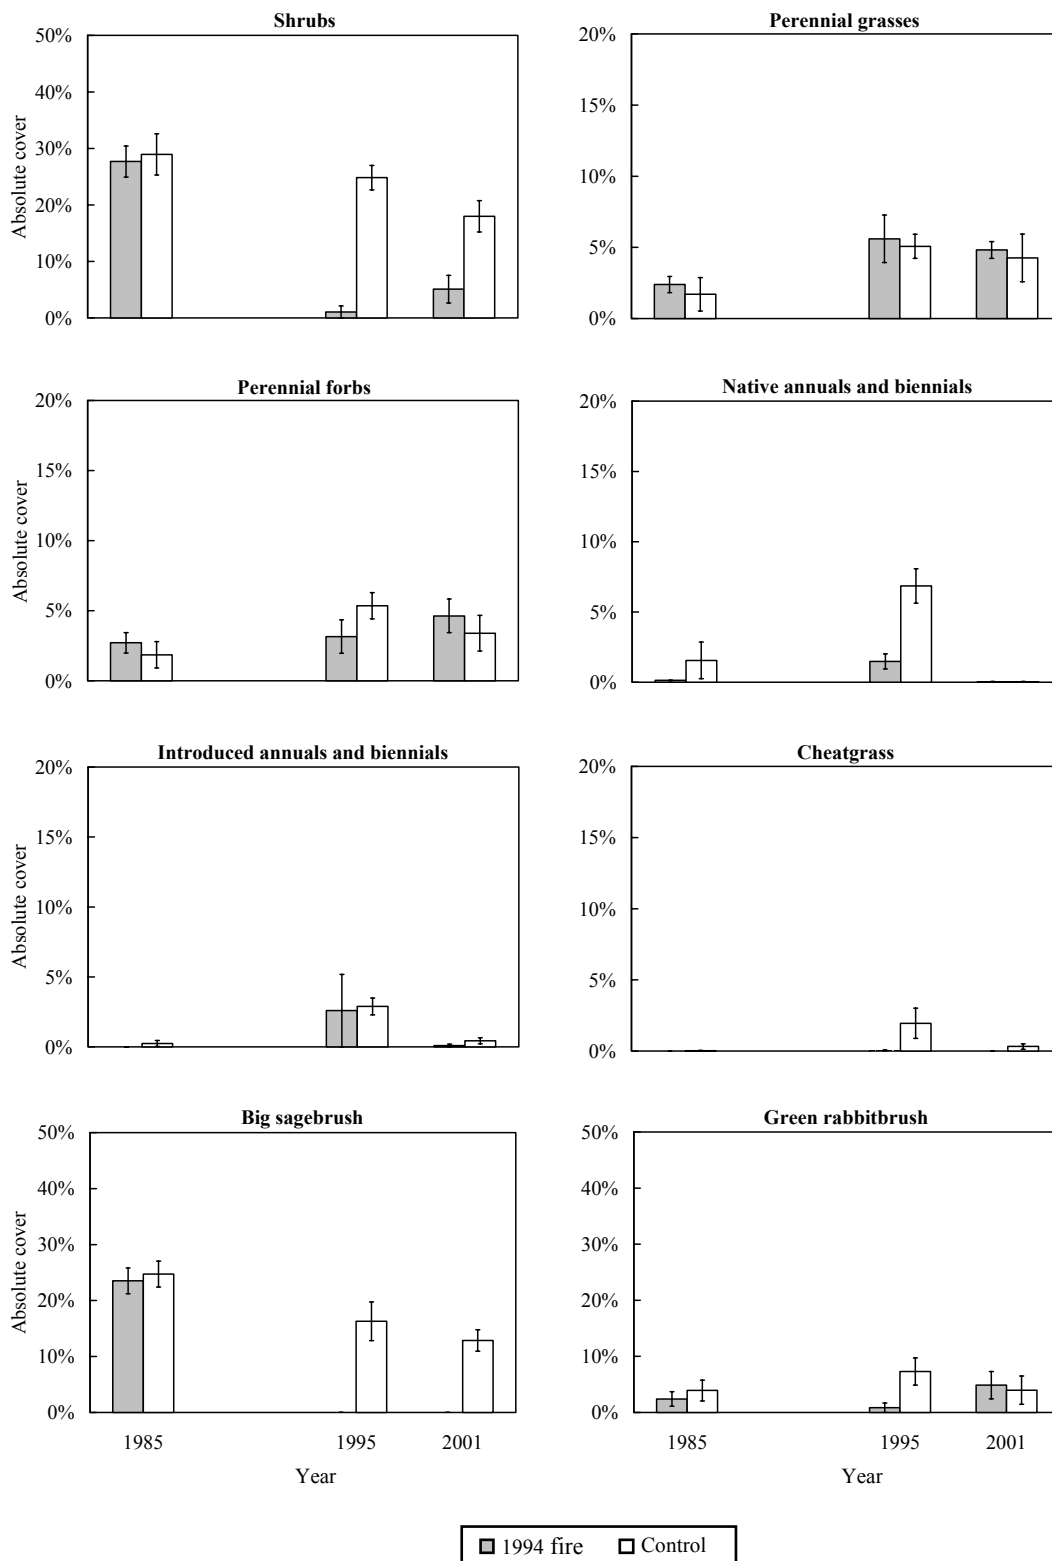 Shrubs
50%
40%
30%
20%
10%
0%
Absolute cover
Perennial grasses
20%
15%
10%
5%
0%
Perennial forbs
20%
15%
10%
5%
0%
Absolute cover
Native annuals and biennials
20%
15%
10%
5%
0%
Introduced annuals and biennials
20%
15%
10%
5%
0%
Absolute cover
Cheatgrass
20%
15%
10%
5%
0%
Big sagebrush
50%
40%
30%
20%
10%
0%
Absolute cover
1985 1995 2001
Year
Green rabbitbrush
50%
40%
30%
20%
10%
0%
1985 1995 2001
Year
1994 fire Control